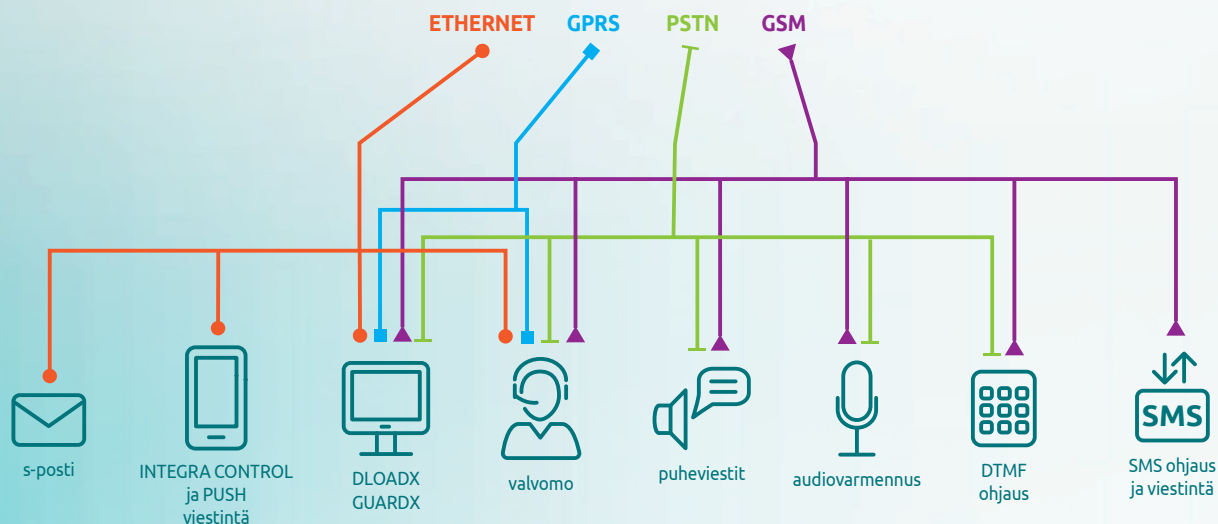 ETHERNET
GPRS
PSTN
GSM
s-posti
INTEGRA CONTROL
ja PUSH
viestintä
DLOADX
GUARDX
valvomo
puheviestit
audiovarmennus
DTMF
ohjaus
SMS
SMS ohjaus
ja viestintä